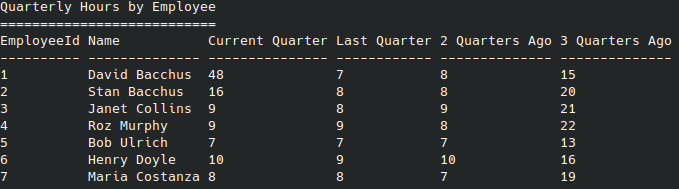 Quarterly Hours by Employee
===========================
EmployeeId Name           Current Quarter Last Quarter 2 Quarters Ago 3 Quarters Ago
---------- -------------- --------------- ------------ -------------- --------------
1          David Bacchus  48              7            8              15
2          Stan Bacchus   16              8            8              20
3          Janet Collins  9               8            9              21
4          Roz Murphy     9               9            8              22
5          Bob Ulrich     7               7            7              13
6          Henry Doyle    10              9            10             16
7          Maria Costanza 8               8            7              19